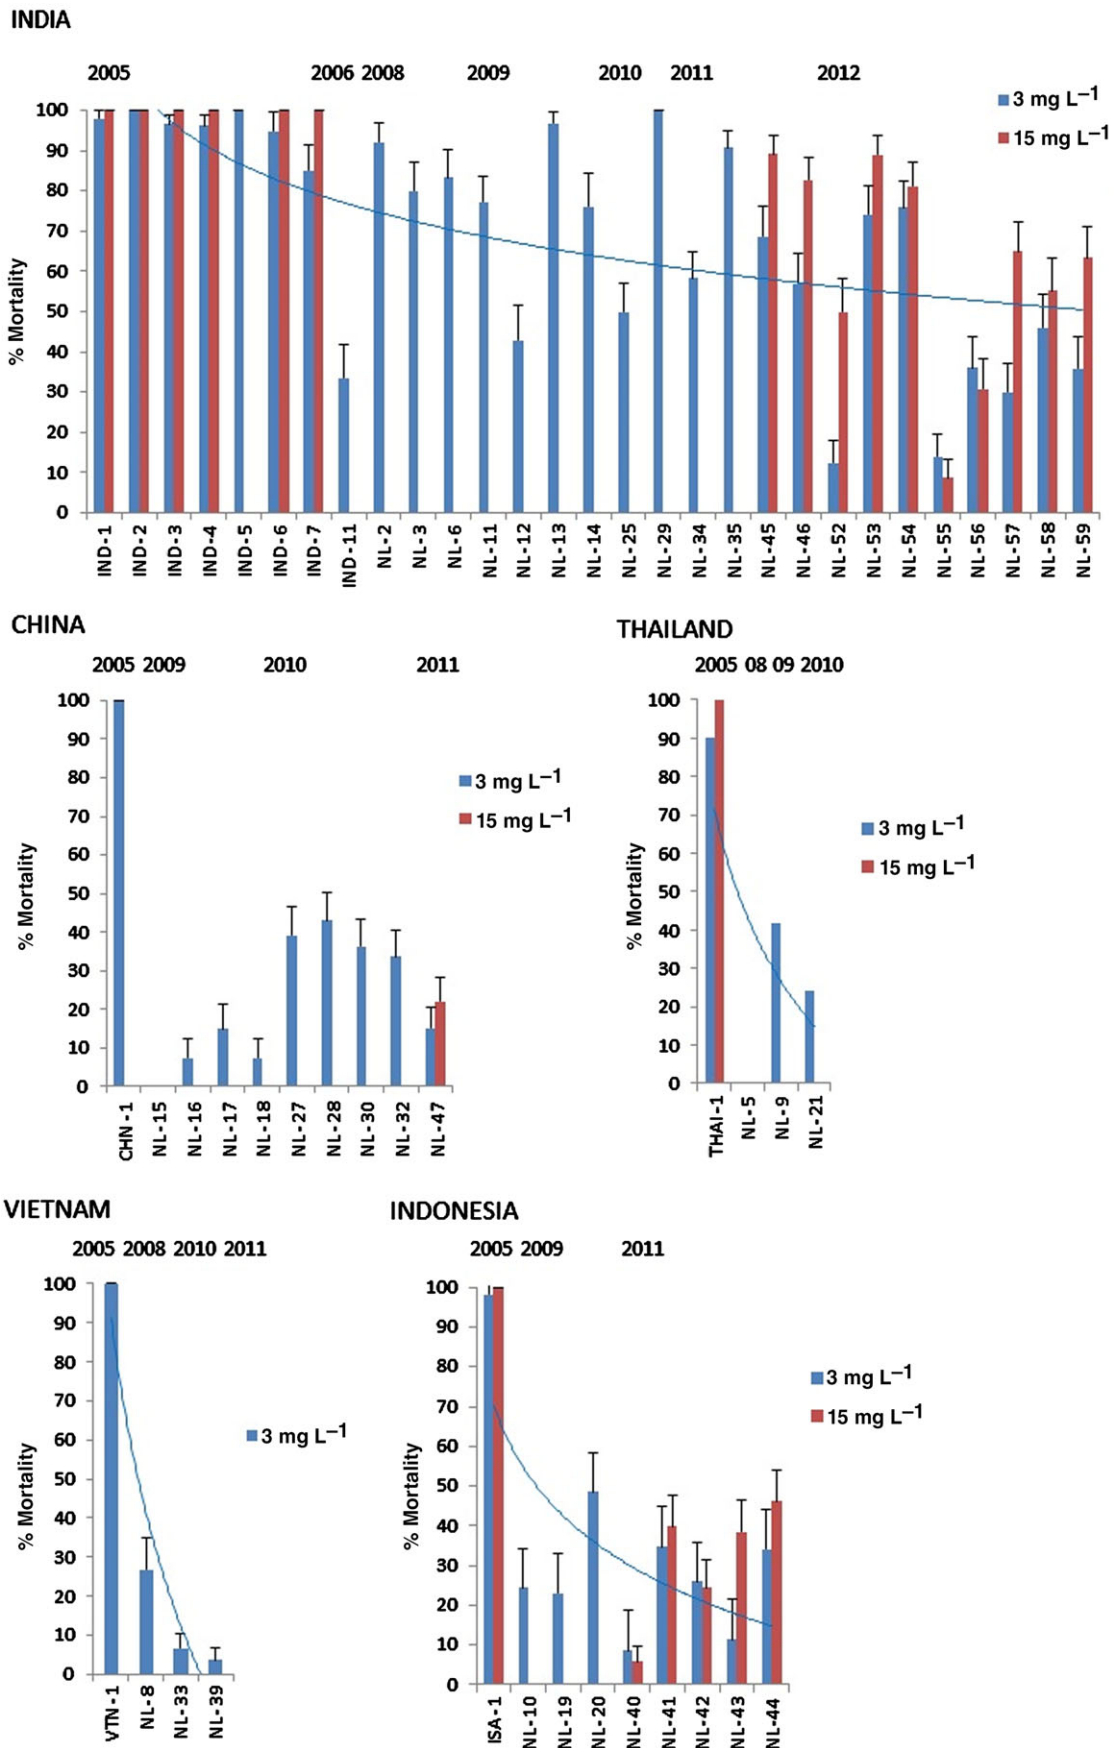 INDIA
2005 2006 2008 2009 2010 2011 2012
3 mg L–1
15 mg L–1
% Mortality
100
90
80
70
60
50
40
30
20
10
0
IND-1 IND-2 IND-3 IND-4 IND-5 IND-6 IND-7 IND-11 NL-2 NL-3 NL-6 NL-11 NL-12 NL-13 NL-14 NL-25 NL-29 NL-34 NL-35 NL-45 NL-46 NL-52 NL-53 NL-54 NL-55 NL-56 NL-57 NL-58 NL-59
CHINA
2005 2009 2010 2011
3 mg L–1
15 mg L–1
% Mortality
100
90
80
70
60
50
40
30
20
10
0
CHN-1 NL-15 NL-16 NL-17 NL-18 NL-27 NL-28 NL-30 NL-32 NL-47
THAILAND
2005 08 09 2010
3 mg L–1
15 mg L–1
% Mortality
100
90
80
70
60
50
40
30
20
10
0
THAI-1 NL-5 NL-9 NL-21
VIETNAM
2005 2008 2010 2011
3 mg L–1
% Mortality
100
90
80
70
60
50
40
30
20
10
0
VTN-1 NL-8 NL-33 NL-39
INDONESIA
2005 2009 2011
3 mg L–1
15 mg L–1
% Mortality
100
90
80
70
60
50
40
30
20
10
0
ISA-1 NL-10 NL-19 NL-20 NL-40 NL-41 NL-42 NL-43 NL-44